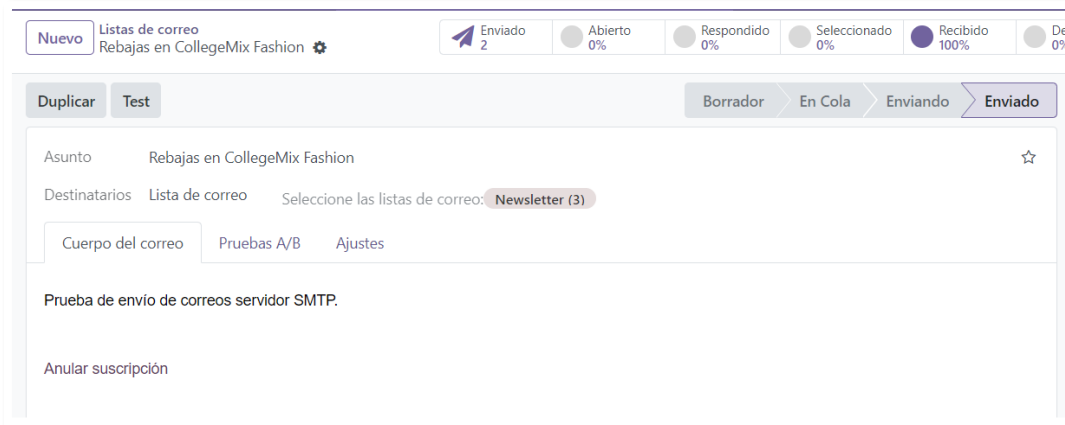 Nuevo
Listas de correo
Rebajas en CollegeMix Fashion
Enviado
2
Abierto
0%
Respondido
0%
Seleccionado
0%
Recibido
100%
De
0%
Duplicar
Test
Borrador
En Cola
Enviando
Enviado
Asunto Rebajas en CollegeMix Fashion
Destinatarios Lista de correo Seleccione las listas de correo: Newsletter (3)
Cuerpo del correo Pruebas A/B Ajustes
Prueba de envío de correos servidor SMTP.
Anular suscripción